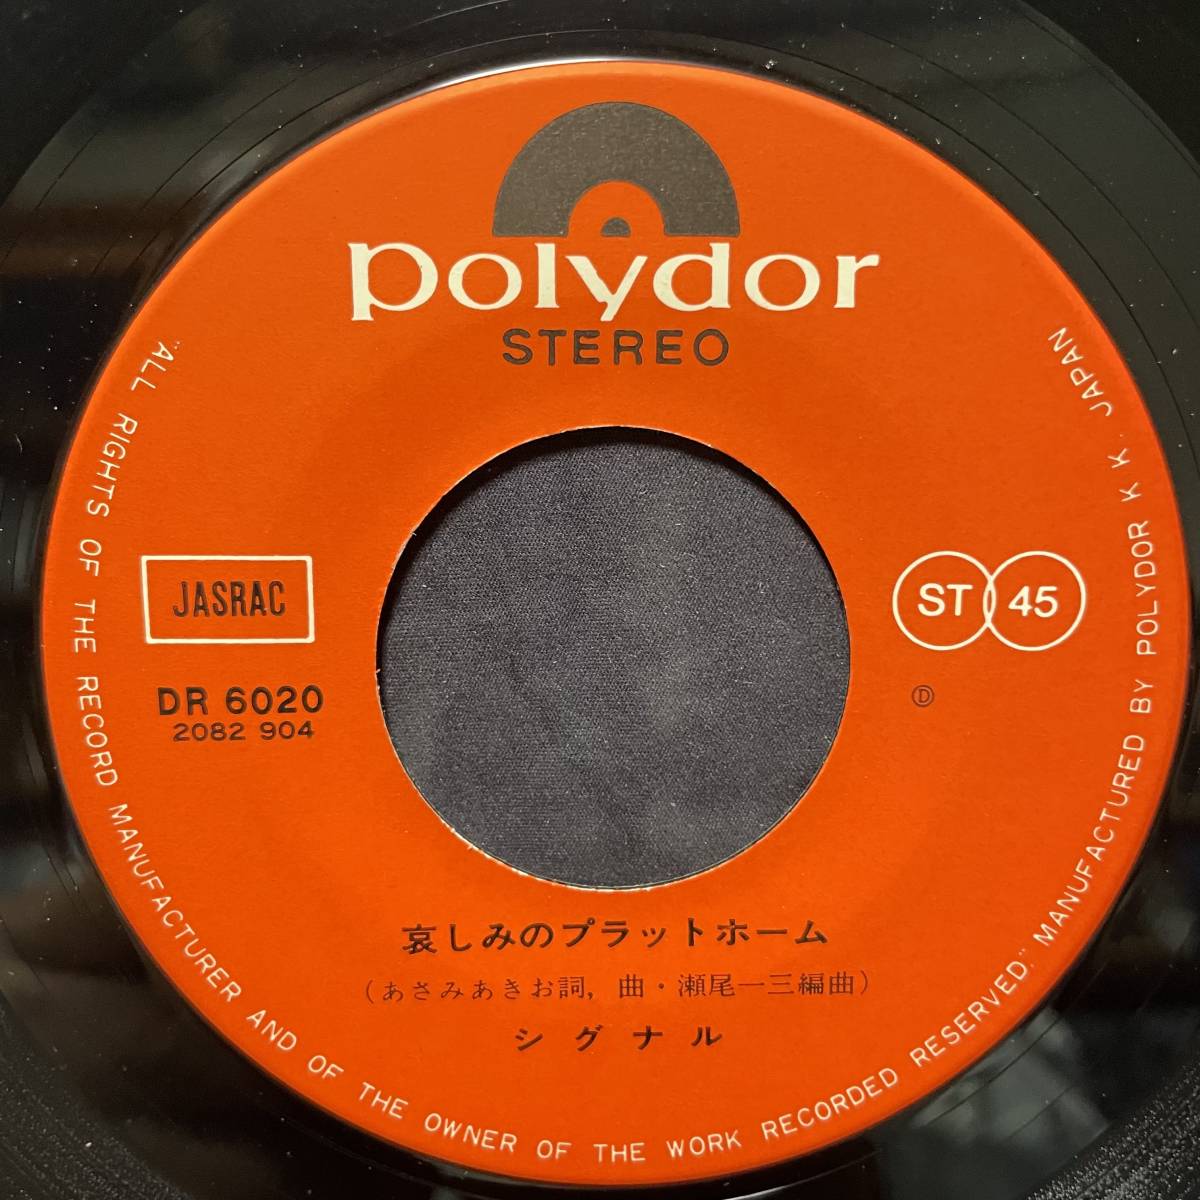 polydor
STEREO
JASRAC
ST 45
DR 6020
2082 904
Ⓓ
哀しみのプラットホーム
(あさみあきお詞, 曲・瀬尾一三編曲)
シグナル
"ALL RIGHTS OF THE RECORD MANUFACTURER AND OF THE OWNER OF THE WORK RECORDED RESERVED." MANUFACTURED BY POLYDOR K K. JAPAN